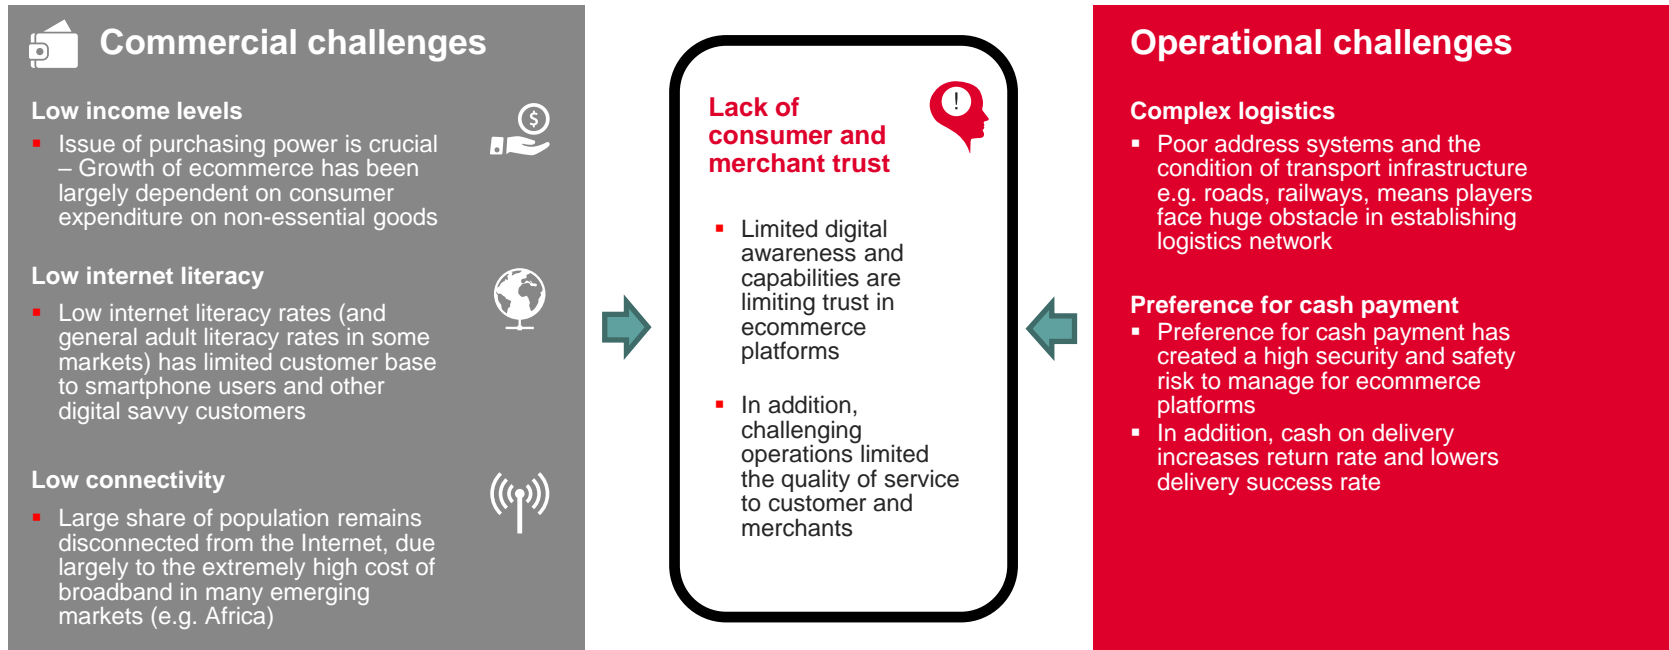 Commercial challenges
Low income levels
▪ Issue of purchasing power is crucial
– Growth of ecommerce has been
largely dependent on consumer
expenditure on non-essential goods
Low internet literacy
▪ Low internet literacy rates (and
general adult literacy rates in some
markets) has limited customer base
to smartphone users and other
digital savvy customers
Low connectivity
▪ Large share of population remains
disconnected from the Internet, due
largely to the extremely high cost of
broadband in many emerging
markets (e.g. Africa)
Lack of
consumer and
merchant trust
▪ Limited digital
awareness and
capabilities are
limiting trust in
ecommerce
platforms
▪ In addition,
challenging
operations limited
the quality of service
to customer and
merchants
Operational challenges
Complex logistics
▪ Poor address systems and the
condition of transport infrastructure
e.g. roads, railways, means players
face huge obstacle in establishing
logistics network
Preference for cash payment
▪ Preference for cash payment has
created a high security and safety
risk to manage for ecommerce
platforms
▪ In addition, cash on delivery
increases return rate and lowers
delivery success rate